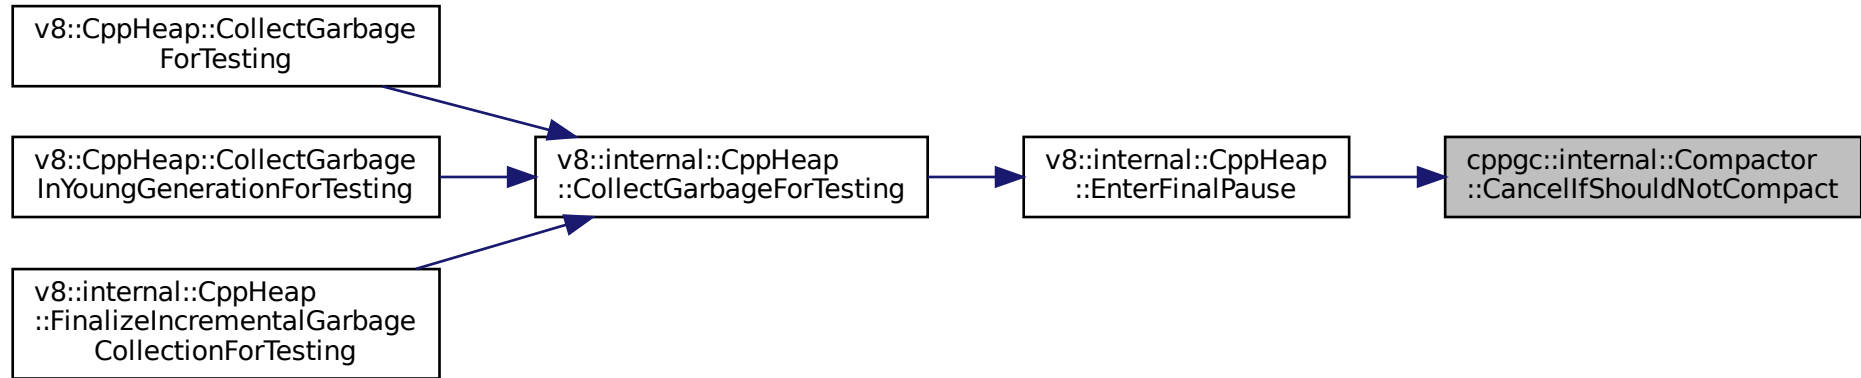 v8::CppHeap::CollectGarbage
ForTesting
v8::CppHeap::CollectGarbage
InYoungGenerationForTesting
v8::internal::CppHeap
::FinalizeIncrementalGarbage
CollectionForTesting
v8::internal::CppHeap
::CollectGarbageForTesting
v8::internal::CppHeap
::EnterFinalPause
cppgc::internal::Compactor
::CancelIfShouldNotCompact